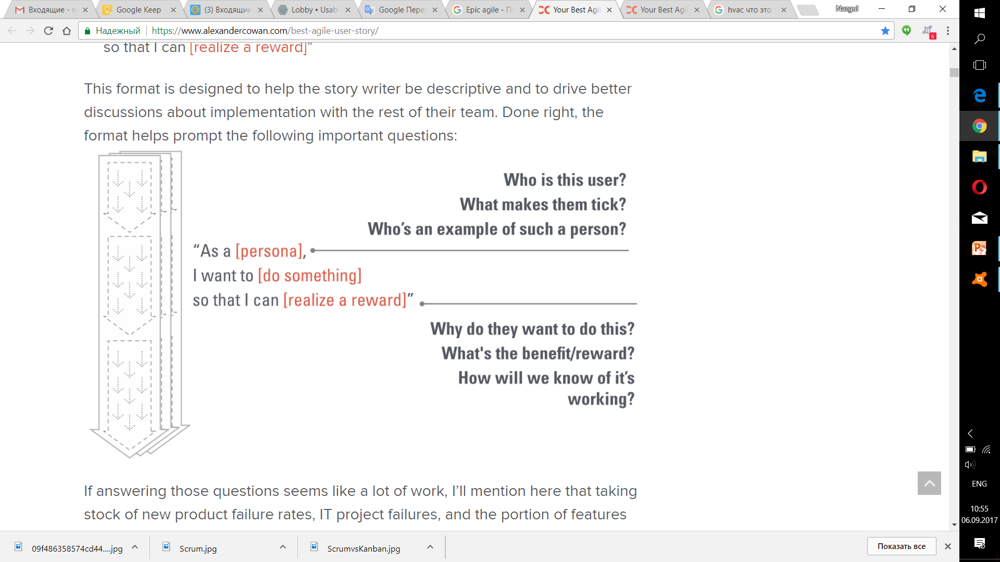 Входящие - n
Google Keep
(3) Входящие
Lobby • Usab
Google Пере
Epic agile - П
Your Best Agil
Your Best Agil
hvac что это
Nazgul
Надежный
https://www.alexandercowan.com/best-agile-user-story/
6
so that I can [realize a reward]”
This format is designed to help the story writer be descriptive and to drive better
discussions about implementation with the rest of their team. Done right, the
format helps prompt the following important questions:
Who is this user?
What makes them tick?
Who’s an example of such a person?
“As a [persona],
I want to [do something]
so that I can [realize a reward]”
Why do they want to do this?
What's the benefit/reward?
How will we know of it’s
working?
If answering those questions seems like a lot of work, I’ll mention here that taking
stock of new product failure rates, IT project failures, and the portion of features
ENG
10:55
06.09.2017
09f486358574cd44....jpg
Scrum.jpg
ScrumvsKanban.jpg
Показать все